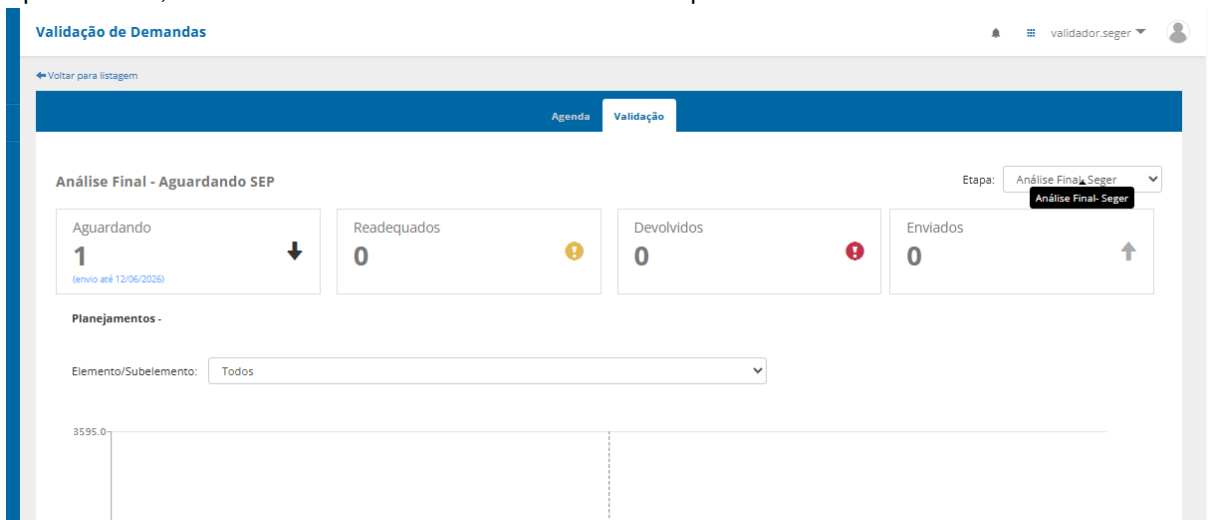 Validação de Demandas
validador.seger
Voltar para listagem
Agenda
Validação
Análise Final - Aguardando SEP
Etapa:
Análise Final- Seger
Análise Final- Seger
Aguardando
1
(envio até 12/06/2026)
Readequados
0
Devolvidos
0
Enviados
0
Planejamentos -
Elemento/Subelemento:
Todos
3595.0